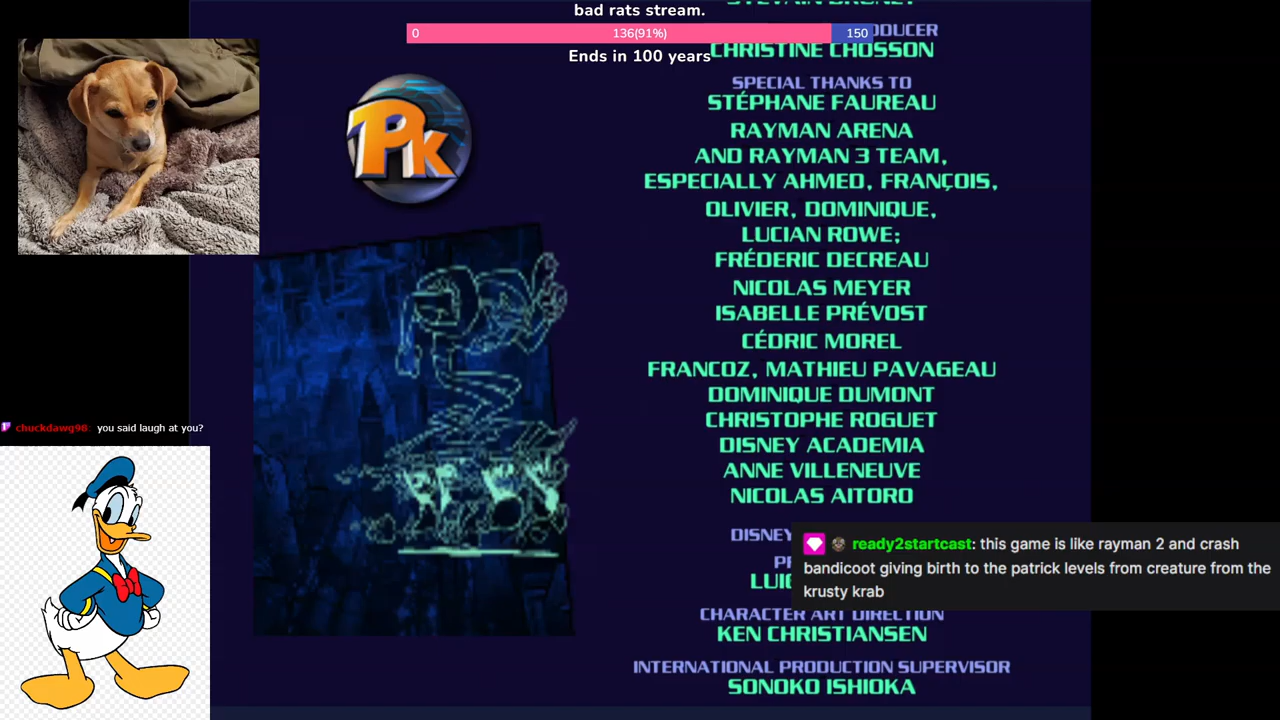 bad rats stream.
0 136(91%) 150
Ends in 100 years
CHRISTINE CHOSSON
SPECIAL THANKS TO
STÉPHANE FAUREAU
RAYMAN ARENA
AND RAYMAN 3 TEAM,
ESPECIALLY AHMED, FRANÇOIS,
OLIVIER, DOMINIQUE,
LUCIAN ROWE;
FRÉDERIC DECREAU
NICOLAS MEYER
ISABELLE PRÉVOST
CÉDRIC MOREL
FRANCOZ, MATHIEU PAVAGEAU
DOMINIQUE DUMONT
CHRISTOPHE ROGUET
DISNEY ACADEMIA
ANNE VILLENEUVE
NICOLAS AITORO
DISNEY
CHARACTER ART DIRECTION
KEN CHRISTIANSEN
INTERNATIONAL PRODUCTION SUPERVISOR
SONOKO ISHIOKA
PK
chuckdawg98: you said laugh at you?
ready2startcast: this game is like rayman 2 and crash
bandicoot giving birth to the patrick levels from creature from the
krusty krab